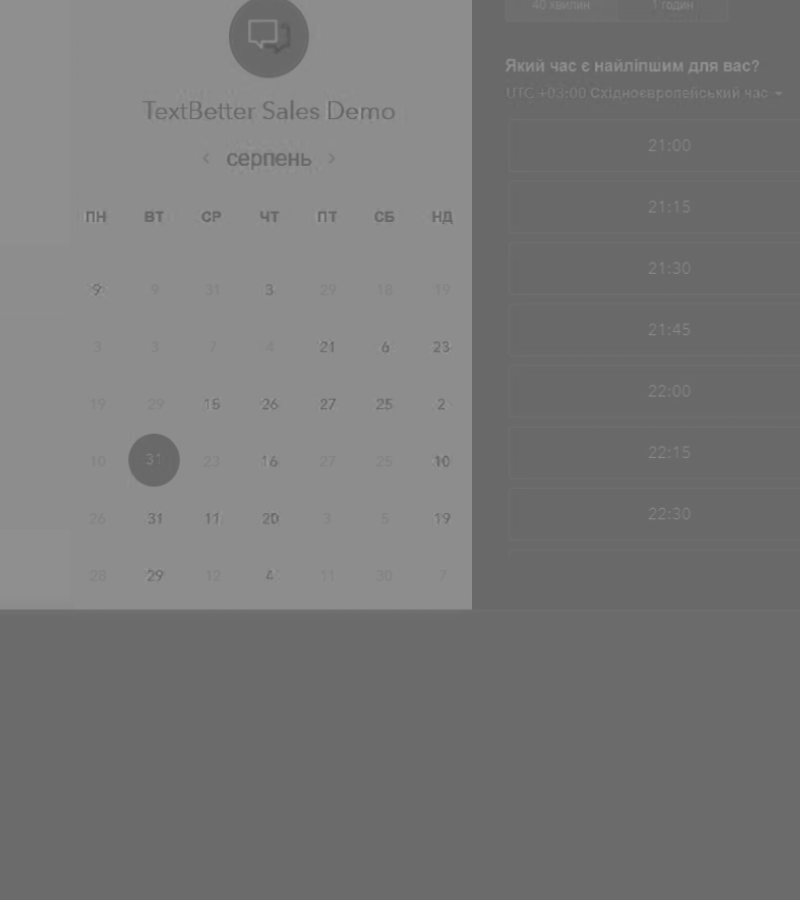 TextBetter Sales Demo
< серпень >
ПН ВТ СР ЧТ ПТ СБ НД
9 9 31 3 29 18 19
3 3 7 4 21 6 23
19 29 15 26 27 25 2
10 31 23 16 27 25 10
26 31 11 20 3 5 19
28 29 12 4 11 30 7
40 хвилин 1 годин
Який час є найліпшим для вас?
UTC +03:00 Східноєвропейський час
21:00
21:15
21:30
21:45
22:00
22:15
22:30